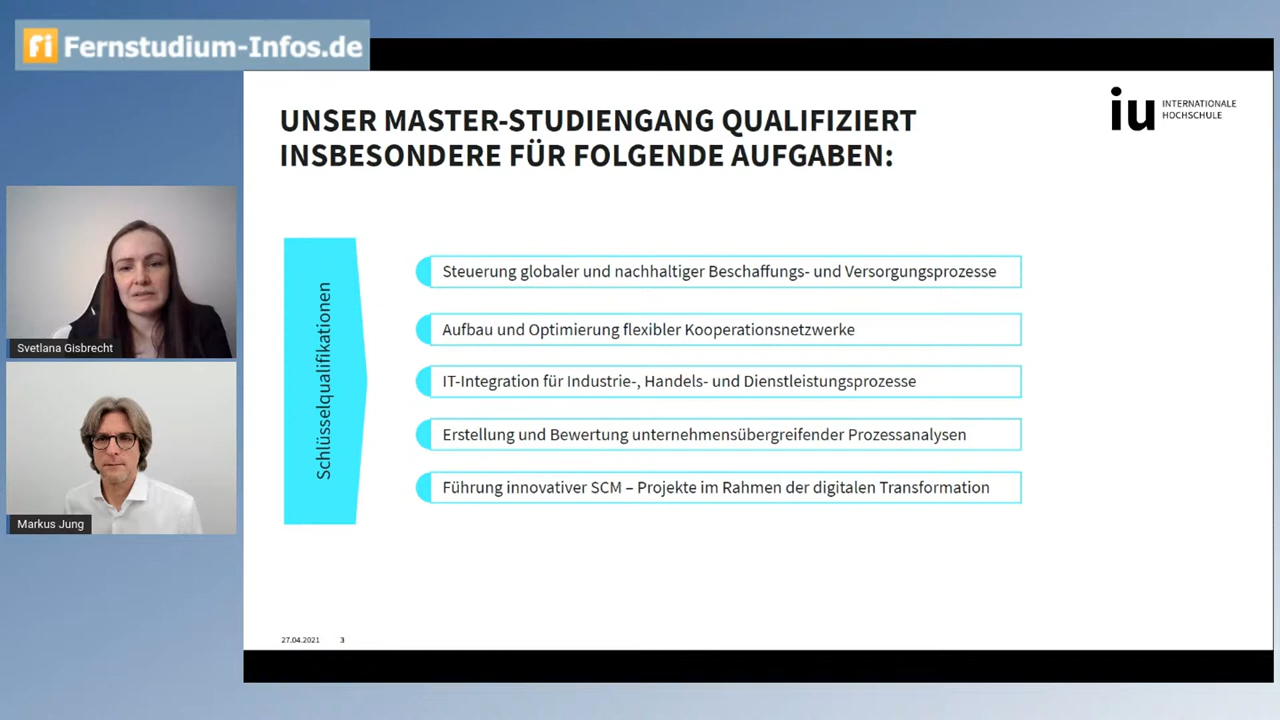 fi Fernstudium-Infos.de
UNSER MASTER-STUDIENGANG QUALIFIZIERT
INSBESONDERE FÜR FOLGENDE AUFGABEN:
iu INTERNATIONALE
HOCHSCHULE
Schlüsselqualifikationen
Steuerung globaler und nachhaltiger Beschaffungs- und Versorgungsprozesse
Aufbau und Optimierung flexibler Kooperationsnetzwerke
IT-Integration für Industrie-, Handels- und Dienstleistungsprozesse
Erstellung und Bewertung unternehmensübergreifender Prozessanalysen
Führung innovativer SCM – Projekte im Rahmen der digitalen Transformation
Svetlana Gisbrecht
Markus Jung
27.04.2021 3